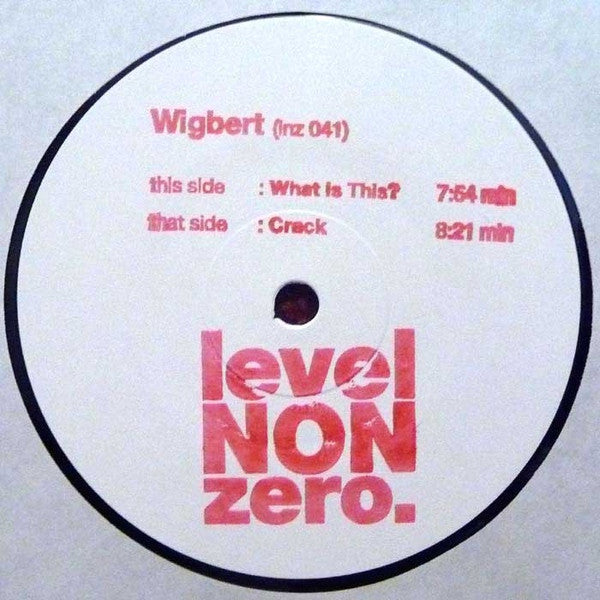 Wigbert (lnz 041)
this side : What Is This? 7:54 min
that side : Crack 8:21 min
level
NON
zero.